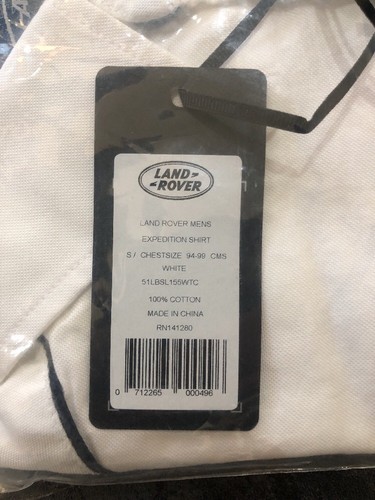 LAND-
-ROVER
LAND ROVER MENS
EXPEDITION SHIRT
S / CHESTSIZE 94-99 CMS
WHITE
51LBSL155WTC
100% COTTON
MADE IN CHINA
RN141280
0 712265 000496